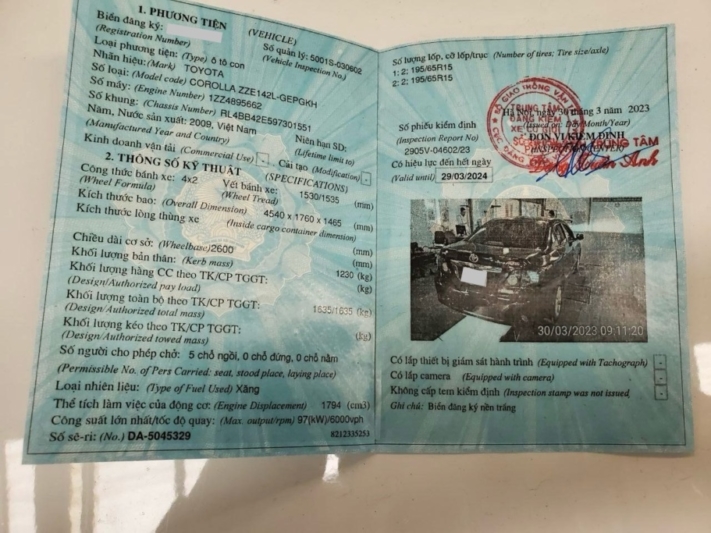 1. PHƯƠNG TIỆN (VEHICLE)
Biển đăng ký:
(Registration Number)
Số quản lý: 5001S-030602
(Vehicle Inspection No.)
Loại phương tiện: (Type) ô tô con
Nhãn hiệu: (Mark) TOYOTA
Số loại: (Model code) COROLLA ZZE142L-GEPGKH
Số máy: (Engine Number) 1ZZ4895662
Số khung: (Chassis Number) RL4BB42E597301551
Năm, Nước sản xuất: 2009, Việt Nam
(Manufactured Year and Country)
Niên hạn SD:
(Lifetime limit to)
Kinh doanh vận tải: (Commercial Use) - Cải tạo (Modification) -
2. THÔNG SỐ KỸ THUẬT (SPECIFICATIONS)
Công thức bánh xe: 4x2 Vết bánh xe: 1530/1535 (mm)
(Wheel Formula) (Wheel Tread)
Kích thước bao: (Overall Dimension) 4540 x 1760 x 1465 (mm)
Kích thước lòng thùng xe (Inside cargo container dimension)
(mm)
Chiều dài cơ sở: (Wheelbase) 2600 (mm)
Khối lượng bản thân: (Kerb mass) 1230 (kg)
Khối lượng hàng CC theo TK/CP TGGT: (kg)
(Design/Authorized pay load)
Khối lượng toàn bộ theo TK/CP TGGT: 1635/1635 (kg)
(Design/Authorized total mass)
Khối lượng kéo theo TK/CP TGGT: (kg)
(Design/Authorized towed mass)
Số người cho phép chở: 5 chỗ ngồi, 0 chỗ đứng, 0 chỗ nằm
(Permissible No. of Pers Carried: seat, stood place, laying place)
Loại nhiên liệu: (Type of Fuel Used) Xăng
Thể tích làm việc của động cơ: (Engine Displacement) 1794 (cm3)
Công suất lớn nhất/tốc độ quay: (Max. output/rpm) 97(kW)/6000vph
Số sê-ri: (No.) DA-5045329 8212335253
Số lượng lốp, cỡ lốp/trục (Number of tires; Tire size/axle)
1: 2; 195/65R15
2: 2; 195/65R15
Hà Nội, ngày 30 tháng 3 năm 2023
Số phiếu kiểm định
(Inspection Report No)
2905V-04602/23
ĐƠN VỊ KIỂM ĐỊNH
TRUNG TÂM
ĐĂNG KIỂM
Có hiệu lực đến hết ngày
(Valid until) 29/03/2024
30/03/2023 09:11:20
Có lắp thiết bị giám sát hành trình (Equipped with Tachograph) -
Có lắp camera (Equipped with camera) -
Không cấp tem kiểm định (Inspection stamp was not issued) -
Ghi chú: Biển đăng ký nền trắng